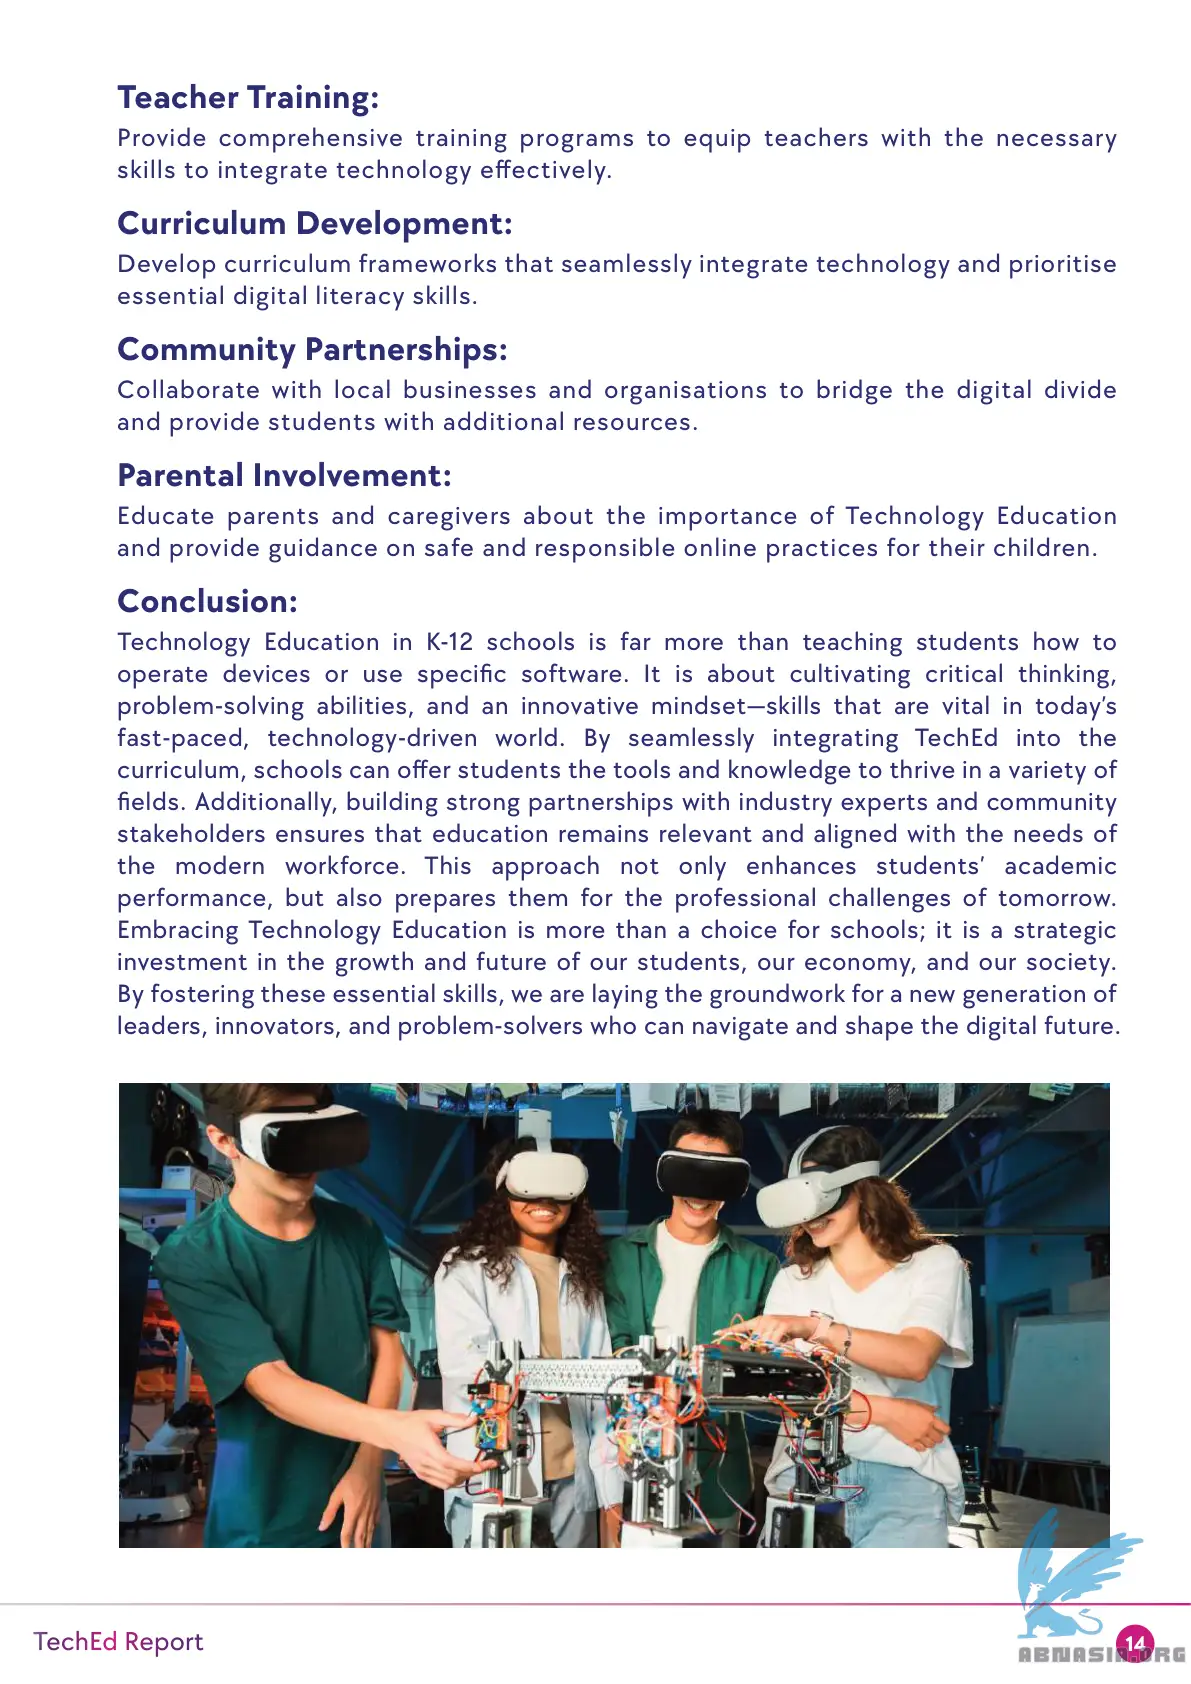 Teacher Training:
Provide comprehensive training programs to equip teachers with the necessary
skills to integrate technology effectively.
Curriculum Development:
Develop curriculum frameworks that seamlessly integrate technology and prioritise
essential digital literacy skills.
Community Partnerships:
Collaborate with local businesses and organisations to bridge the digital divide
and provide students with additional resources.
Parental Involvement:
Educate parents and caregivers about the importance of Technology Education
and provide guidance on safe and responsible online practices for their children.
Conclusion:
Technology Education in K-12 schools is far more than teaching students how to
operate devices or use specific software. It is about cultivating critical thinking,
problem-solving abilities, and an innovative mindset—skills that are vital in today's
fast-paced, technology-driven world. By seamlessly integrating TechEd into the
curriculum, schools can offer students the tools and knowledge to thrive in a variety of
fields. Additionally, building strong partnerships with industry experts and community
stakeholders ensures that education remains relevant and aligned with the needs of
the modern workforce. This approach not only enhances students' academic
performance, but also prepares them for the professional challenges of tomorrow.
Embracing Technology Education is more than a choice for schools; it is a strategic
investment in the growth and future of our students, our economy, and our society.
By fostering these essential skills, we are laying the groundwork for a new generation of
leaders, innovators, and problem-solvers who can navigate and shape the digital future.
TechEd Report
14
ABNASIA.ORG